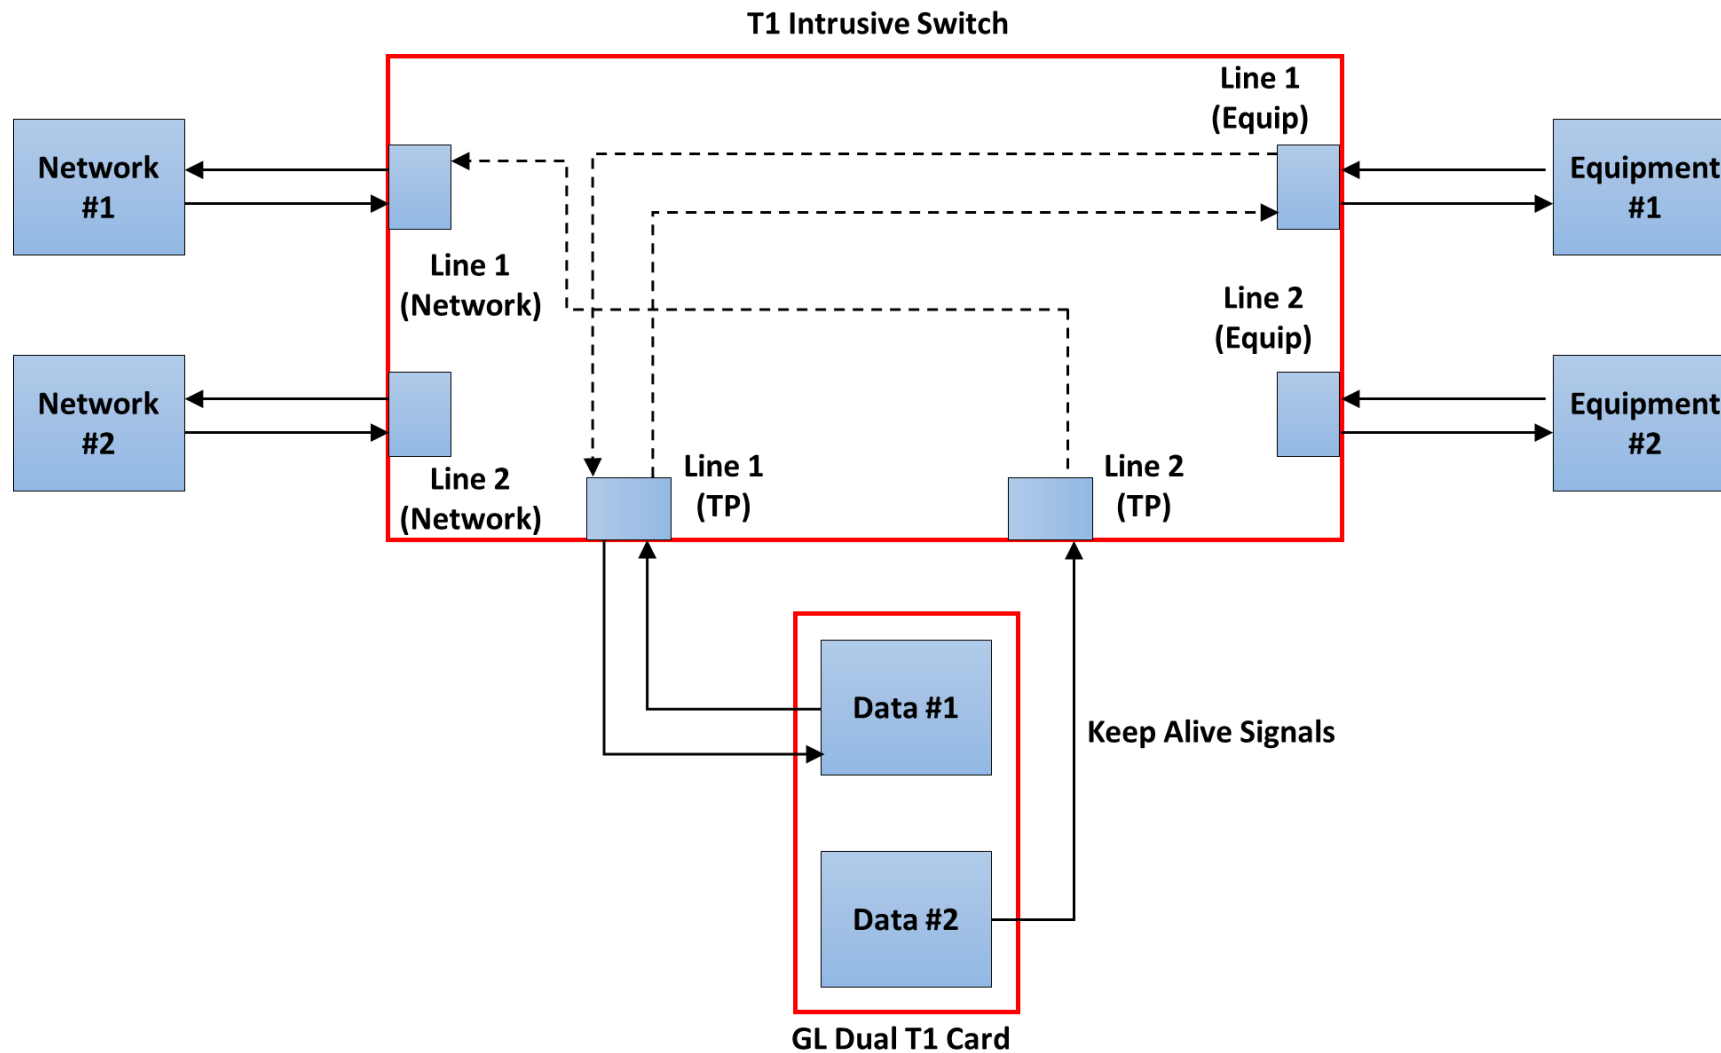 T1 Intrusive Switch
Line 1
(Equip)
Network
#1
Equipment
#1
Line 1
(Network)
Line 2
(Equip)
Network
#2
Equipment
#2
Line 2
(Network)
Line 1
(TP)
Line 2
(TP)
Data #1
Keep Alive Signals
Data #2
GL Dual T1 Card